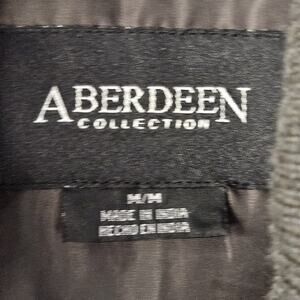 ABERDEEN
COLLECTION
M/M
MADE IN INDIA
HECHO EN INDIA